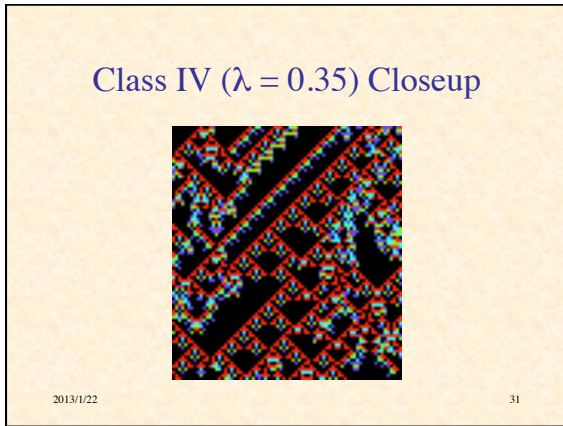 Class IV (λ = 0.35) Closeup
2013/1/22
31